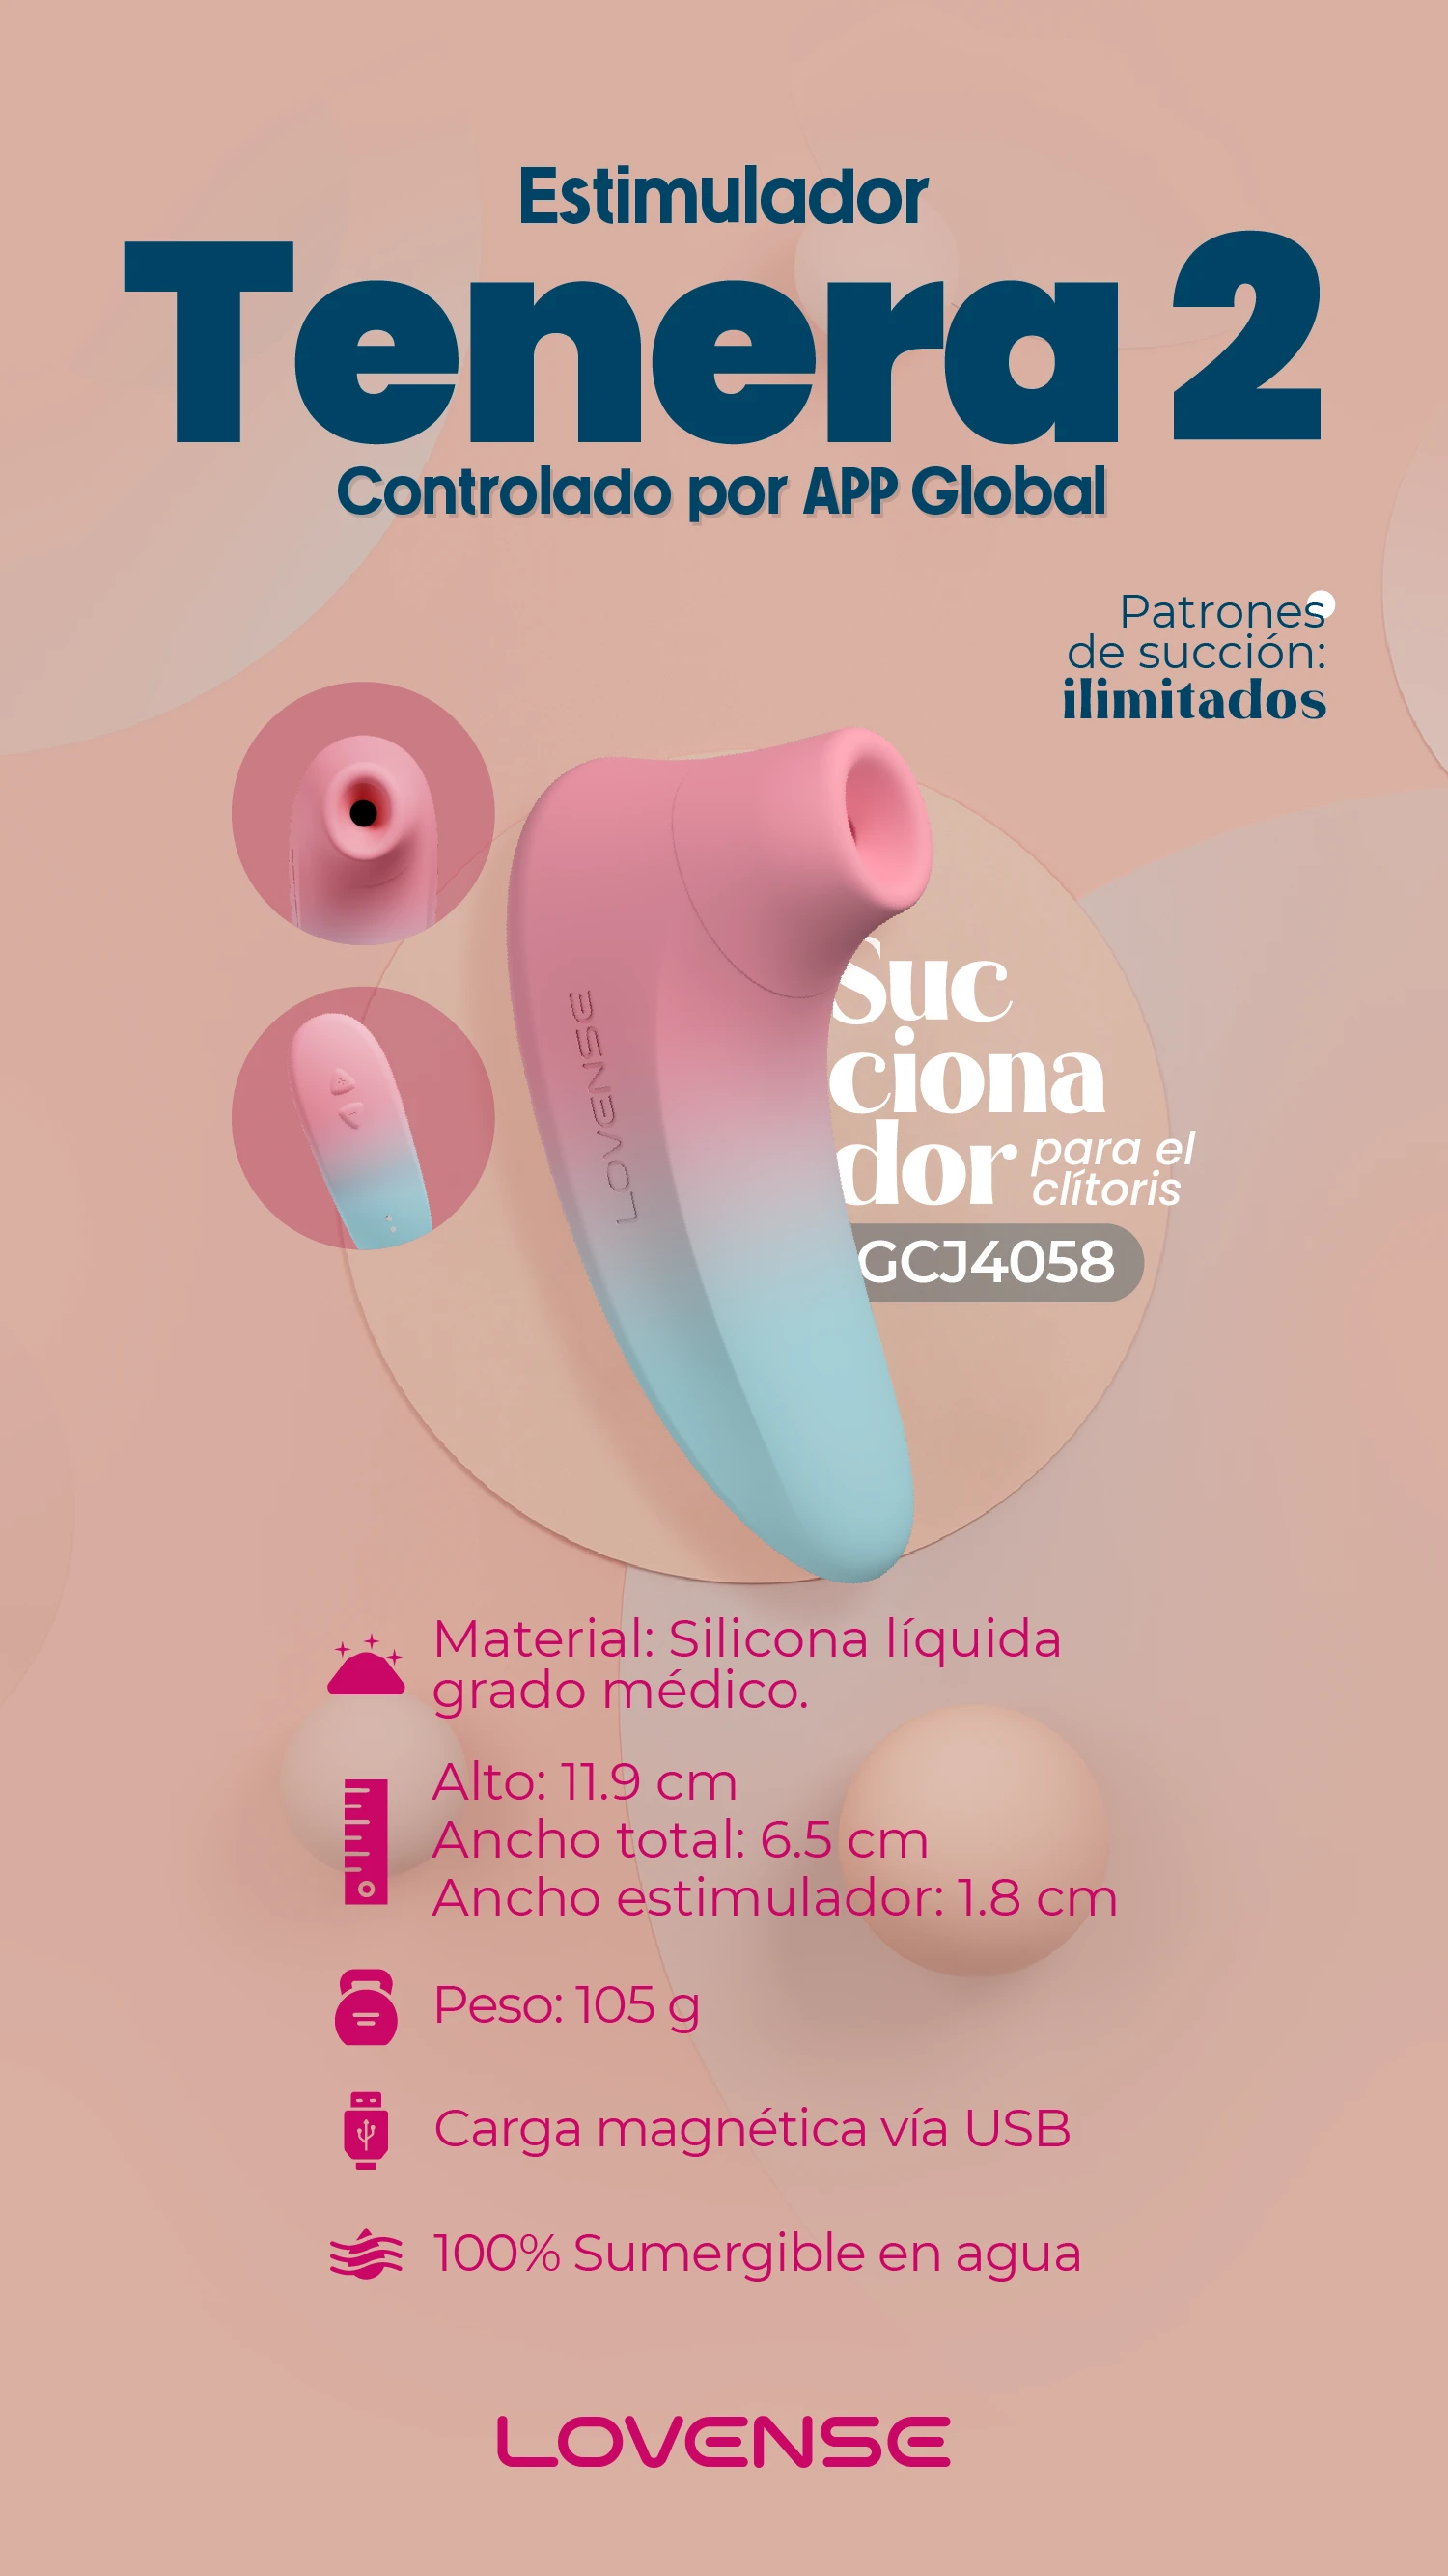 Estimulador
Tenera 2
Controlado por APP Global
Patrones
de succión:
ilimitados
LOVENSE
Suc
ciona
dor para el
clítoris
GCJ4058
Material: Silicona líquida
grado médico.
Alto: 11.9 cm
Ancho total: 6.5 cm
Ancho estimulador: 1.8 cm
Peso: 105 g
Carga magnética vía USB
100% Sumergible en agua
LOVENSE